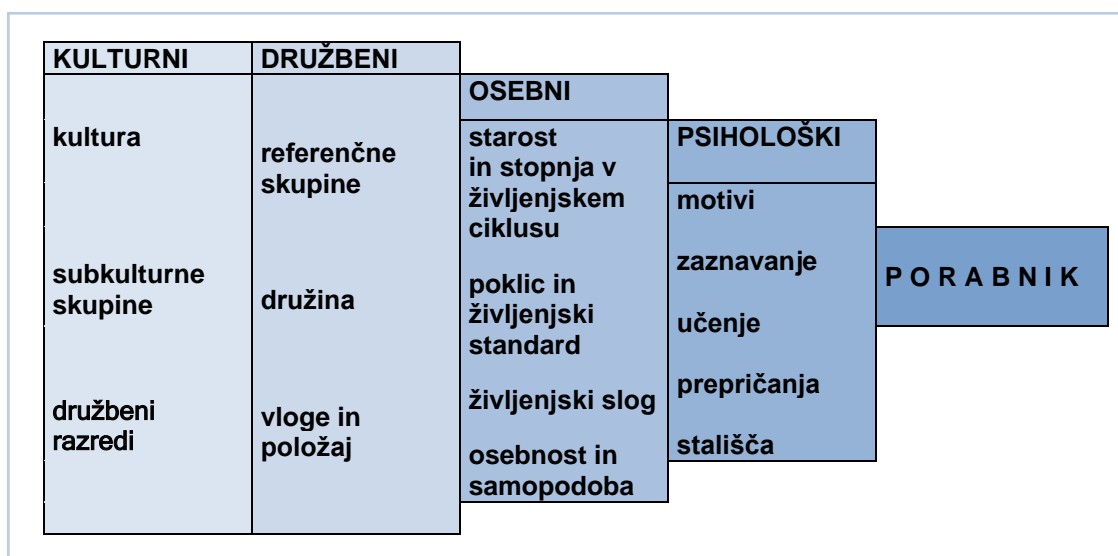 KULTURNI
kultura
subkulturne
skupine
družbeni
razredi
DRUŽBENI
referenčne
skupine
družina
vloge in
položaj
OSEBNI
starost
in stopnja v
življenjskem
ciklusu
poklic in
življenjski
standard
življenjski slog
osebnost in
samopodoba
PSIHOLOŠKI
motivi
zaznavanje
učenje
prepričanja
stališča
P O R A B N I K